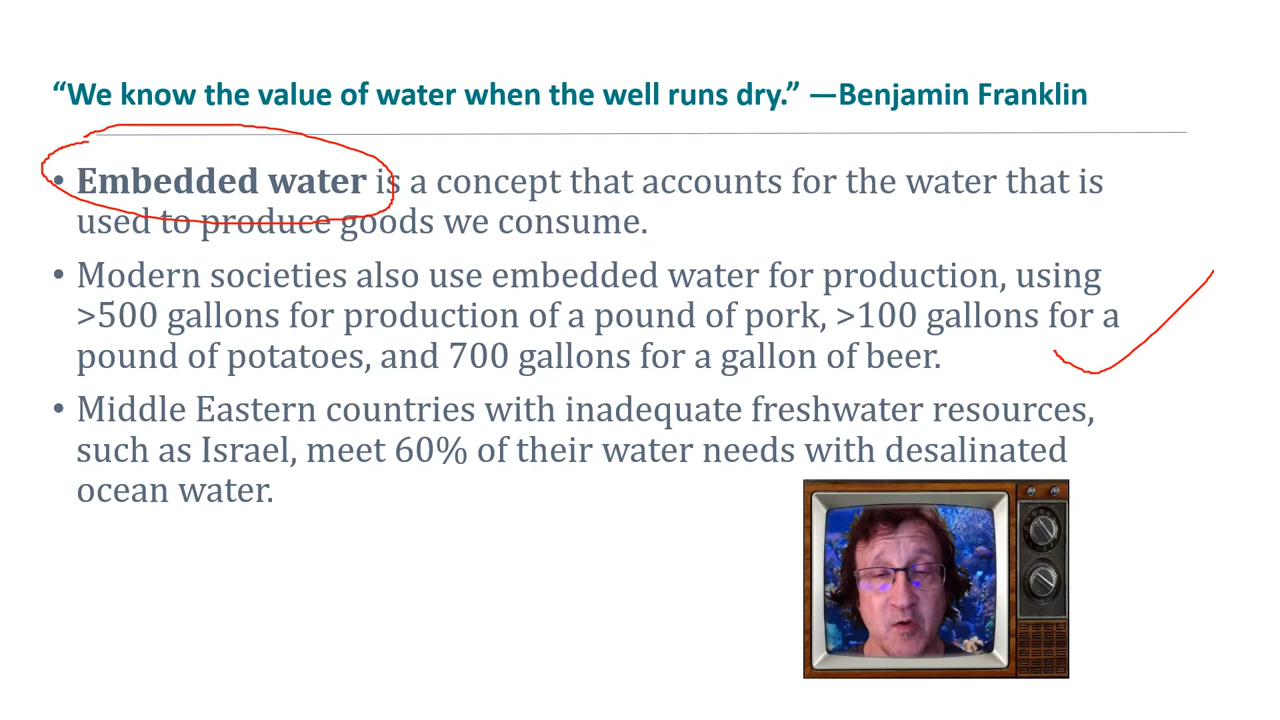 “We know the value of water when the well runs dry.” —Benjamin Franklin
• Embedded water is a concept that accounts for the water that is
used to produce goods we consume.
• Modern societies also use embedded water for production, using
>500 gallons for production of a pound of pork, >100 gallons for a
pound of potatoes, and 700 gallons for a gallon of beer.
• Middle Eastern countries with inadequate freshwater resources,
such as Israel, meet 60% of their water needs with desalinated
ocean water.